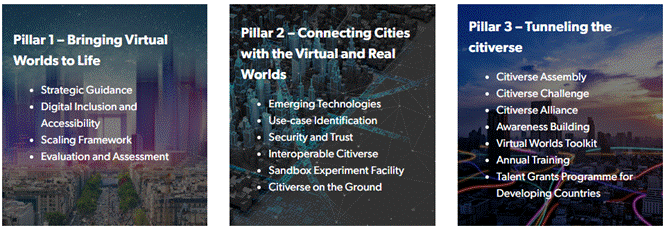 Pillar 1 – Bringing Virtual
Worlds to Life
• Strategic Guidance
• Digital Inclusion and
Accessibility
• Scaling Framework
• Evaluation and Assessment
Pillar 2 – Connecting Cities
with the Virtual and Real
Worlds
• Emerging Technologies
• Use-case Identification
• Security and Trust
• Interoperable Citiverse
• Sandbox Experiment Facility
• Citiverse on the Ground
Pillar 3 – Tunneling the
citiverse
• Citiverse Assembly
• Citiverse Challenge
• Citiverse Alliance
• Awareness Building
• Virtual Worlds Toolkit
• Annual Training
• Talent Grants Programme for
Developing Countries